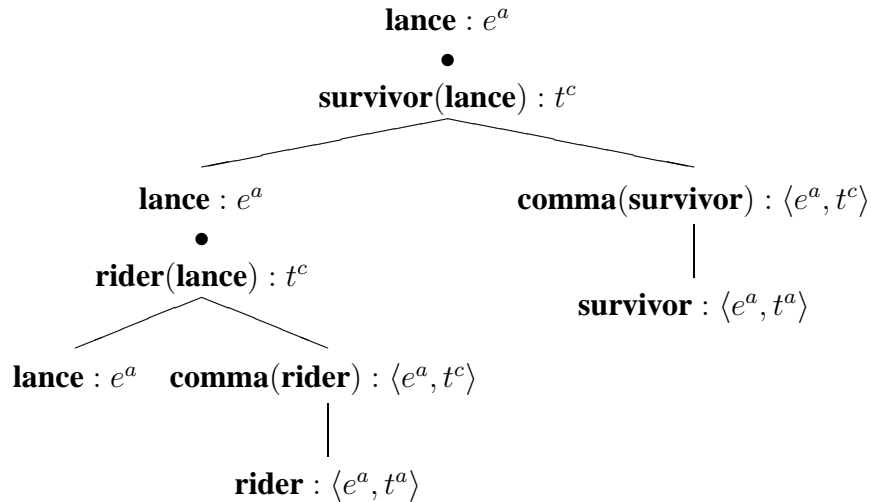 lance : e^a
•
survivor(lance) : t^c
lance : e^a comma(survivor) : ⟨e^a, t^c⟩
•
rider(lance) : t^c survivor : ⟨e^a, t^a⟩
lance : e^a comma(rider) : ⟨e^a, t^c⟩
rider : ⟨e^a, t^a⟩